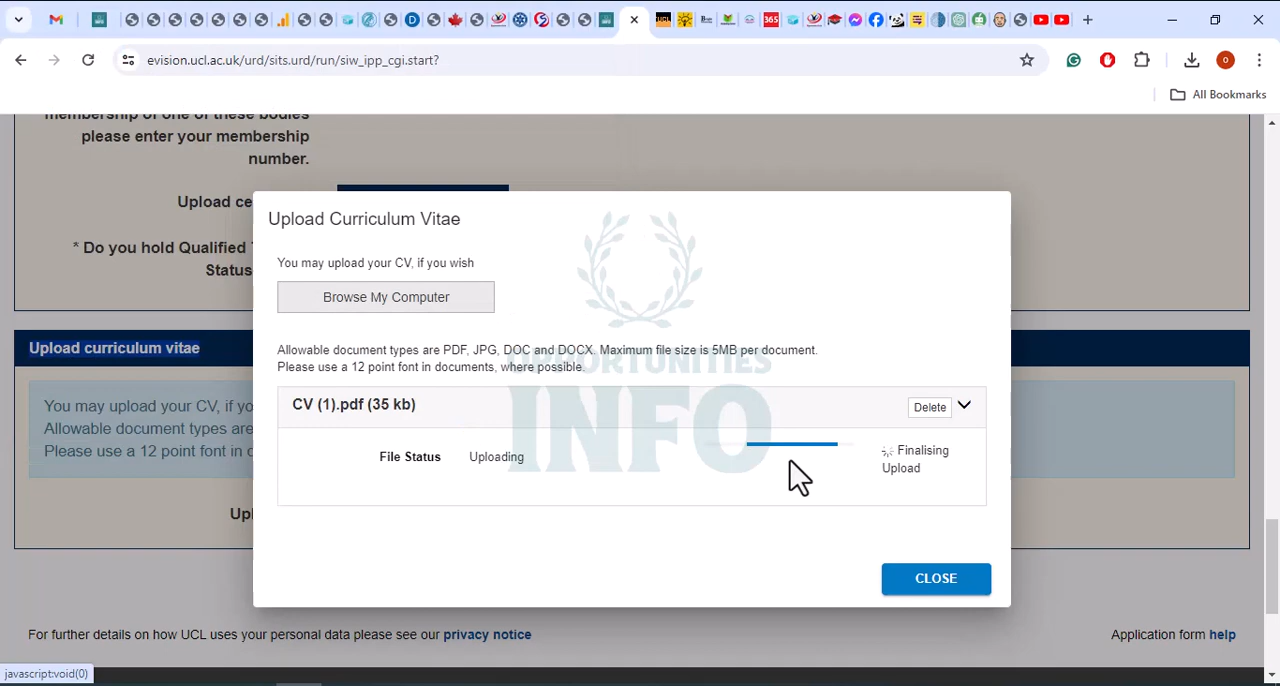 evision.ucl.ac.uk/urd/sits.urd/run/siw_ipp_cgi.start?
All Bookmarks
membership of one of these bodies
please enter your membership
number.
Upload ce
* Do you hold Qualified T
Status
Upload Curriculum Vitae
You may upload your CV, if you wish
Browse My Computer
Allowable document types are PDF, JPG, DOC and DOCX. Maximum file size is 5MB per document.
Please use a 12 point font in documents, where possible.
OPPORTUNITIES
INFO
CV (1).pdf (35 kb)
Delete
File Status
Uploading
Finalising
Upload
CLOSE
Upload curriculum vitae
You may upload your CV, if yo
Allowable document types are
Please use a 12 point font in d
Upl
For further details on how UCL uses your personal data please see our privacy notice
Application form help
javascript:void(0)